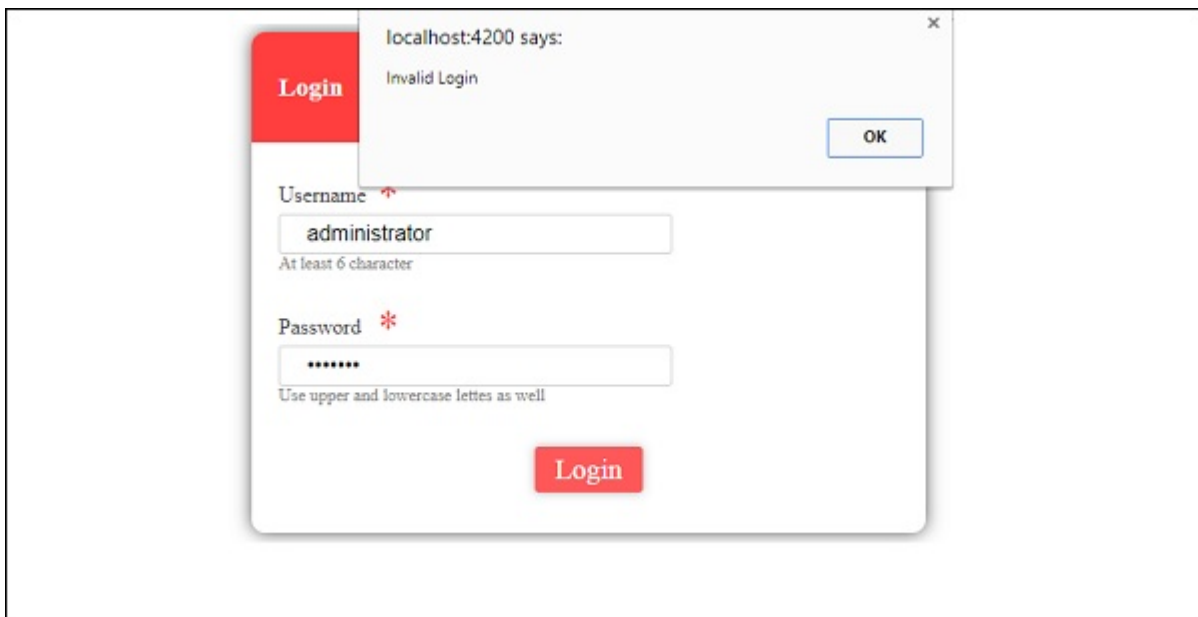 localhost:4200 says:
Invalid Login
OK
Login
Username *
administrator
At least 6 character
Password *
•••••••
Use upper and lowercase lettes as well
Login